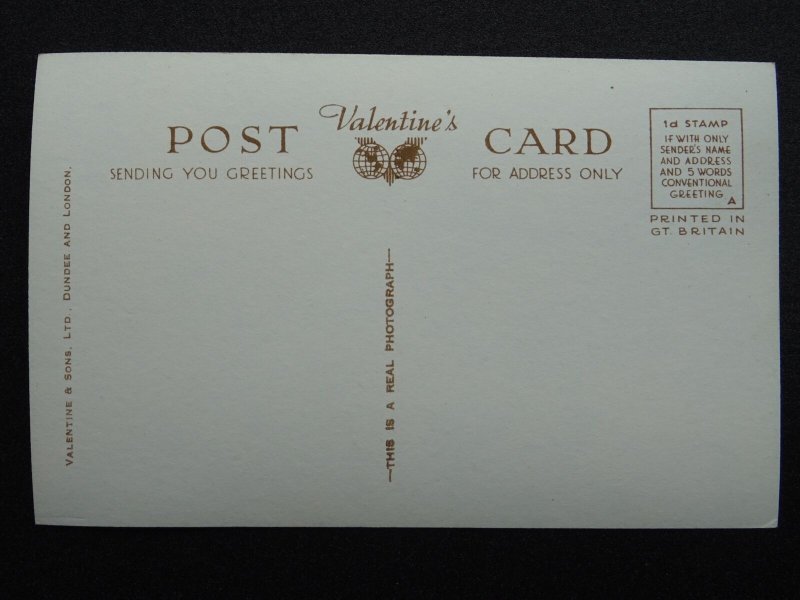 Valentine's
POST CARD
SENDING YOU GREETINGS
FOR ADDRESS ONLY
1d STAMP
IF WITH ONLY
SENDER'S NAME
AND ADDRESS
AND 5 WORDS
CONVENTIONAL
GREETING A
PRINTED IN
GT. BRITAIN
VALENTINE & SONS, LTD., DUNDEE AND LONDON.
—THIS IS A REAL PHOTOGRAPH—